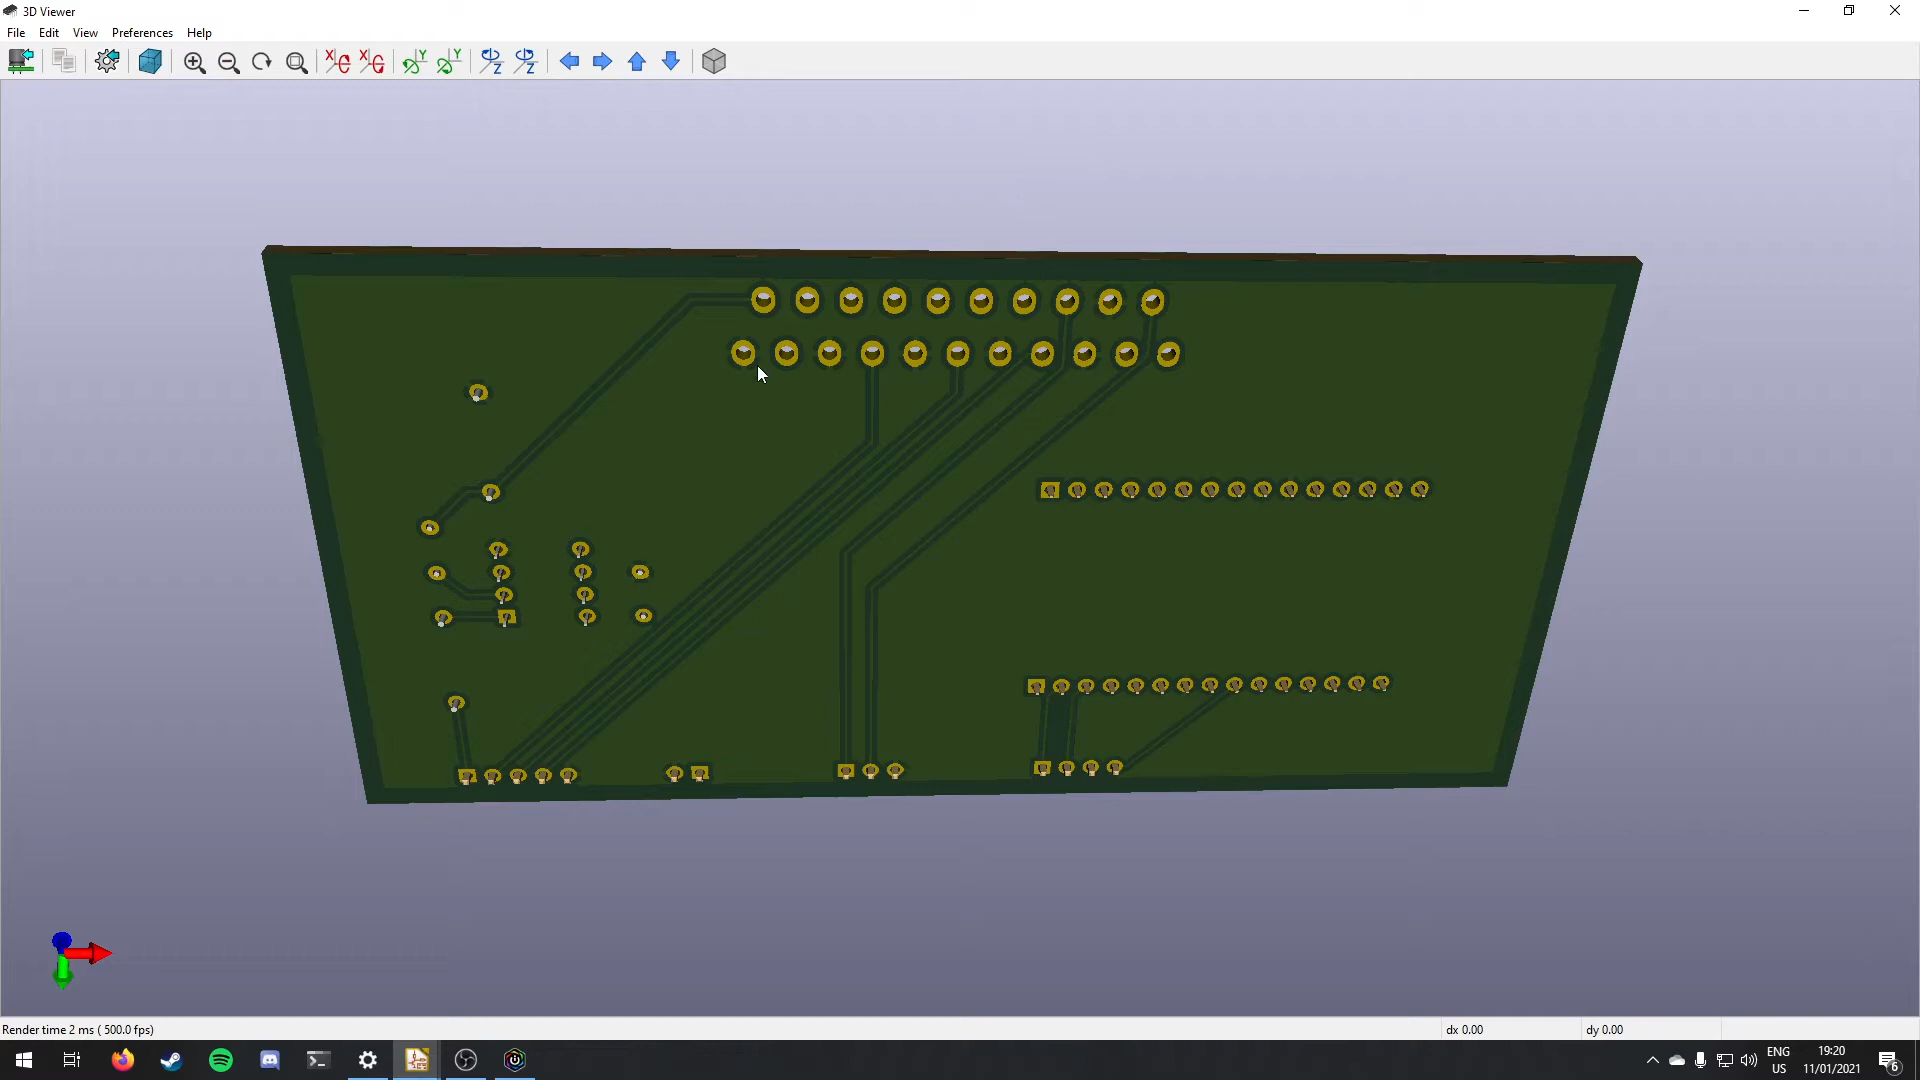 3D Viewer
File Edit View Preferences Help
Render time 2 ms ( 500.0 fps)
dx 0.00
dy 0.00
ENG
US
19:20
11/01/2021
6